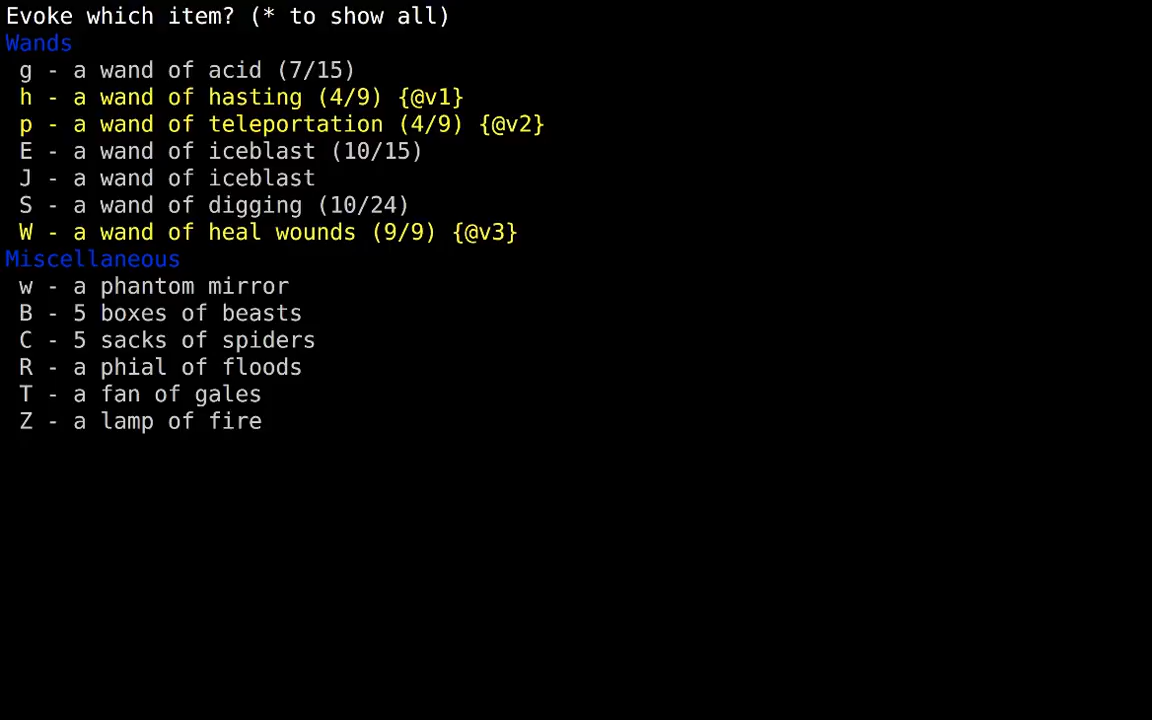 Evoke which item? (* to show all)
Wands
g - a wand of acid (7/15)
h - a wand of hasting (4/9) {@v1}
p - a wand of teleportation (4/9) {@v2}
E - a wand of iceblast (10/15)
J - a wand of iceblast
S - a wand of digging (10/24)
W - a wand of heal wounds (9/9) {@v3}
Miscellaneous
w - a phantom mirror
B - 5 boxes of beasts
C - 5 sacks of spiders
R - a phial of floods
T - a fan of gales
Z - a lamp of fire